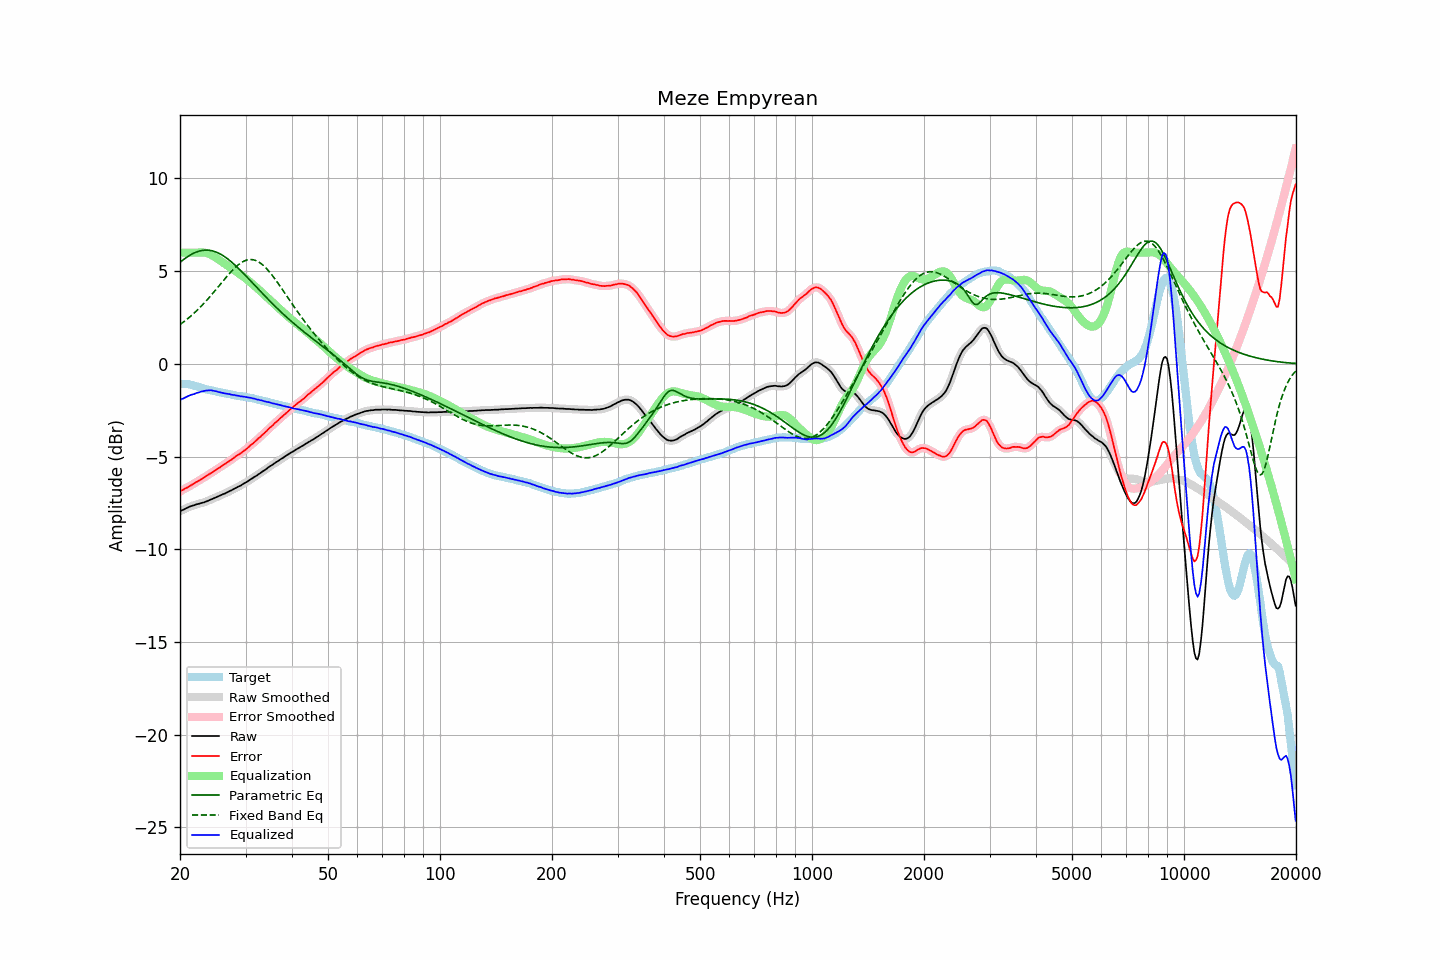 Meze Empyrean
Amplitude (dBr)
10
5
0
−5
−10
−15
−20
−25
Target
Raw Smoothed
Error Smoothed
Raw
Error
Equalization
Parametric Eq
Fixed Band Eq
Equalized
20 50 100 200 500 1000 2000 5000 10000 20000
Frequency (Hz)